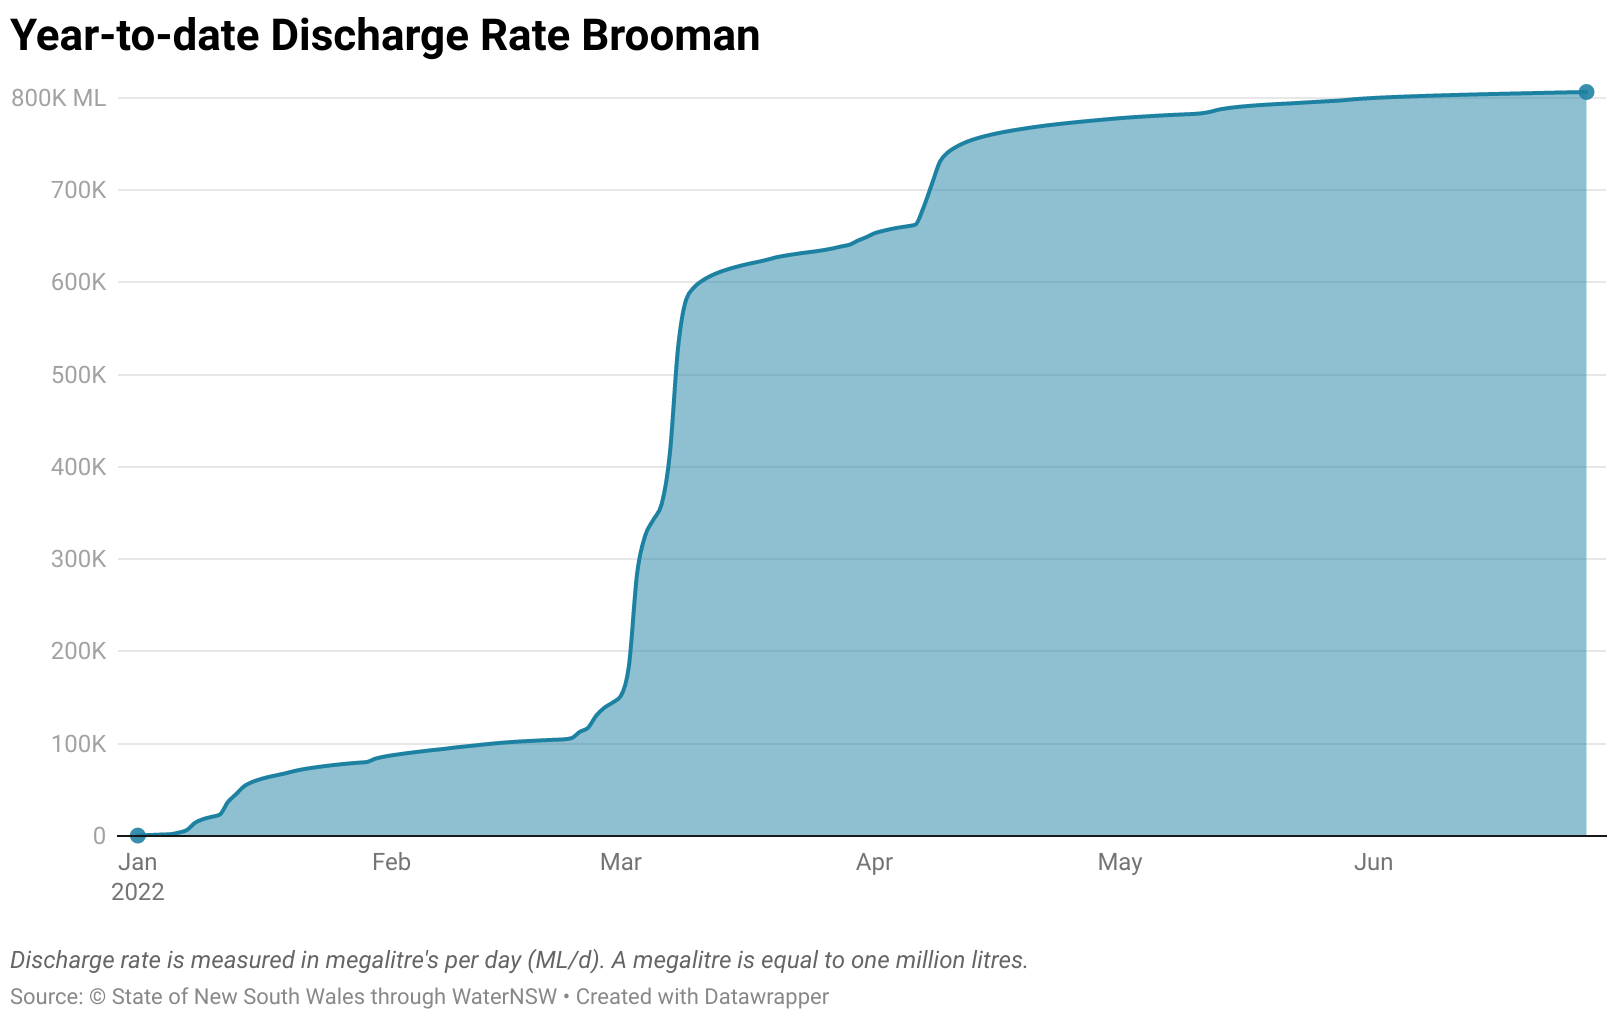 Year-to-date Discharge Rate Brooman
800K ML
700K
600K
500K
400K
300K
200K
100K
0
Jan Feb Mar Apr May Jun
2022
Discharge rate is measured in megalitre's per day (ML/d). A megalitre is equal to one million litres.
Source: © State of New South Wales through WaterNSW • Created with Datawrapper